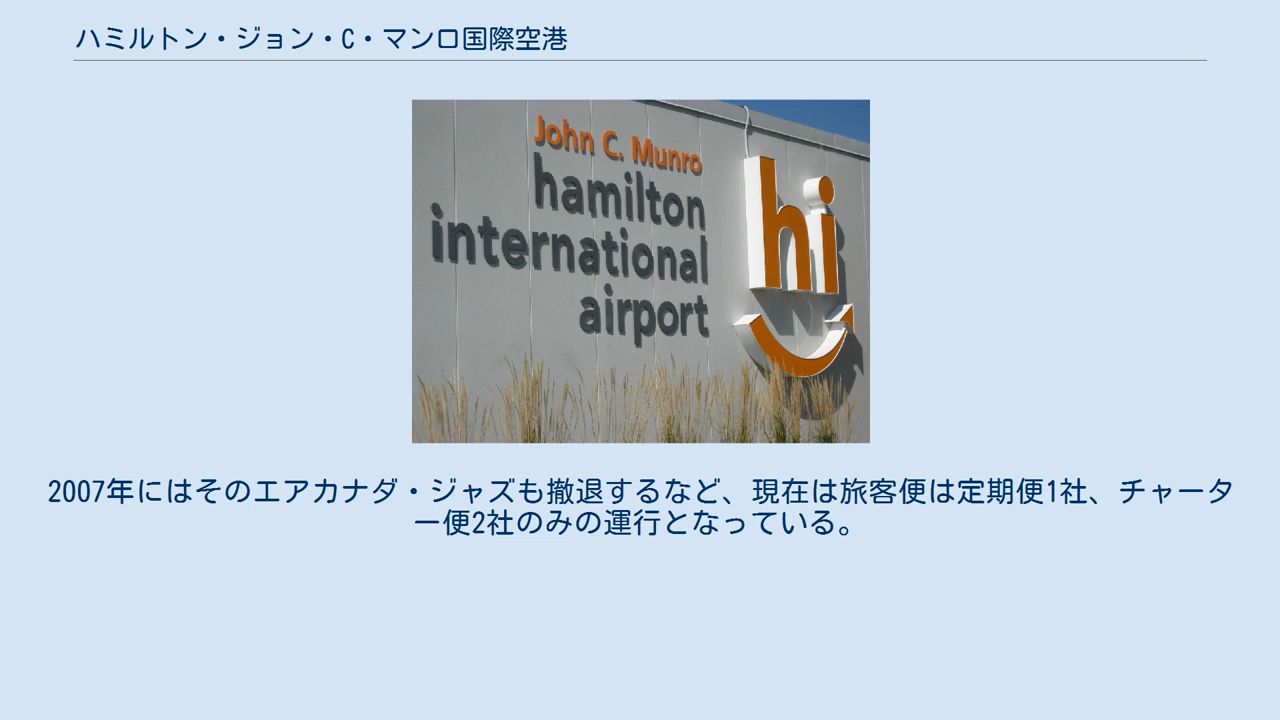 ハミルトン・ジョン・C・マンロ国際空港
John C. Munro
hamilton
international
airport
hi
2007年にはそのエアカナダ・ジャズも撤退するなど、現在は旅客便は定期便1社、チャータ
ー便2社のみの運行となっている。